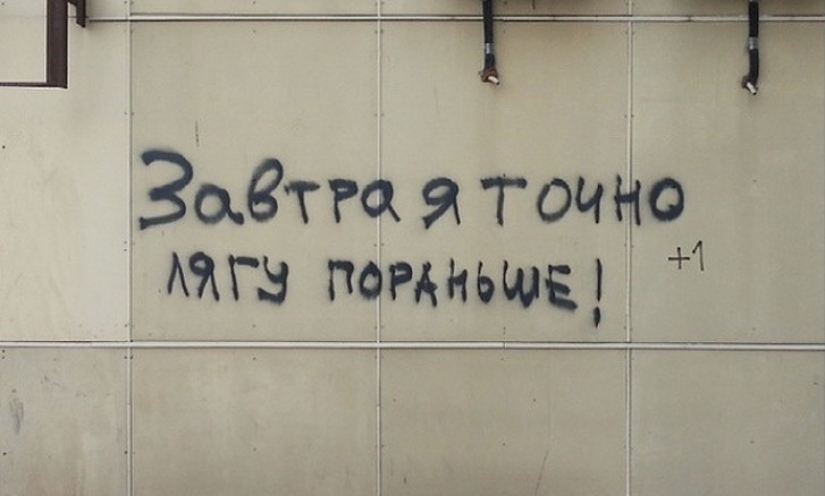 Завтра я точно
лягу пораньше!
+1